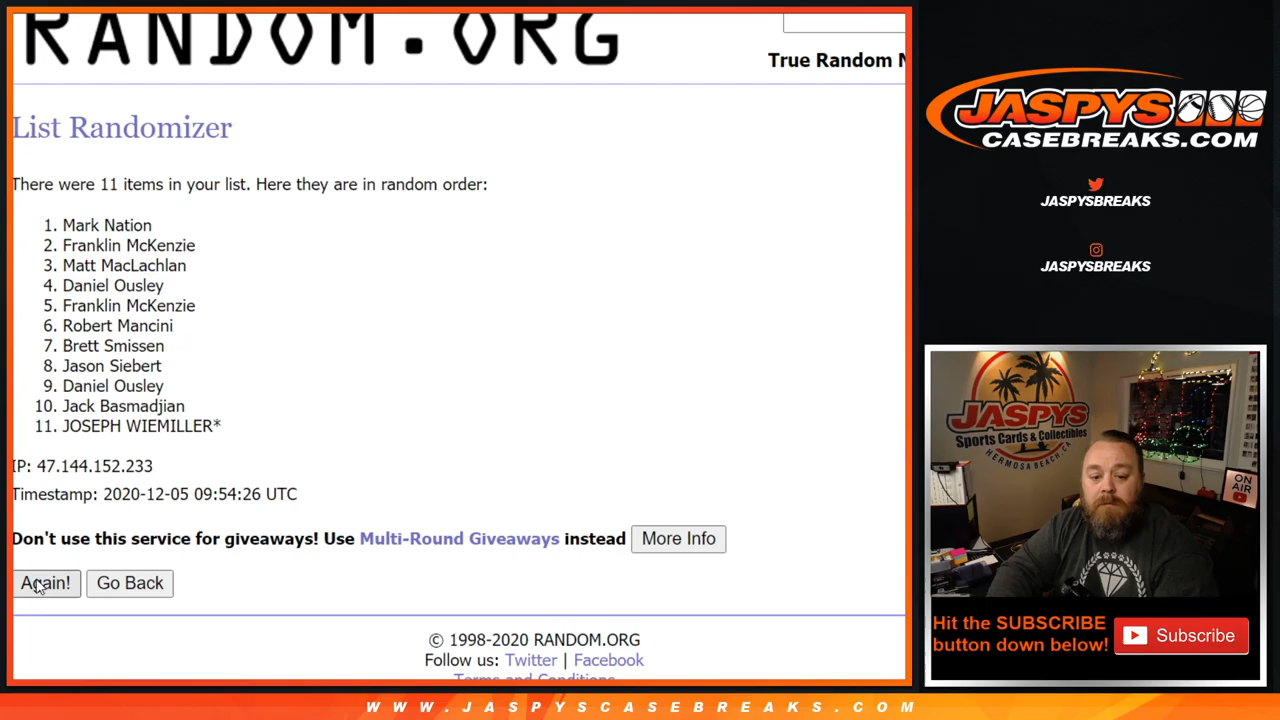 RANDOM.ORG
True Random N
List Randomizer
There were 11 items in your list. Here they are in random order:
1. Mark Nation
2. Franklin McKenzie
3. Matt MacLachlan
4. Daniel Ousley
5. Franklin McKenzie
6. Robert Mancini
7. Brett Smissen
8. Jason Siebert
9. Daniel Ousley
10. Jack Basmadjian
11. JOSEPH WIEMILLER*
IP: 47.144.152.233
Timestamp: 2020-12-05 09:54:26 UTC
Don't use this service for giveaways! Use Multi-Round Giveaways instead More Info
Again! Go Back
© 1998-2020 RANDOM.ORG
Follow us: Twitter | Facebook
Terms and Conditions
JASPYS
CASEBREAKS.COM
JASPYSBREAKS
JASPYSBREAKS
JASPYS
Sports Cards & Collectibles
HERMOSA BEACH, CA
ON
AIR
Hit the SUBSCRIBE
button down below!
Subscribe
WWW.JASPYSCASEBREAKS.COM